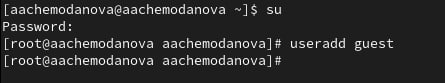 [aachemodanova@aachemodanova ~]$ su
Password:
[root@aachemodanova aachemodanova]# useradd guest
[root@aachemodanova aachemodanova]#